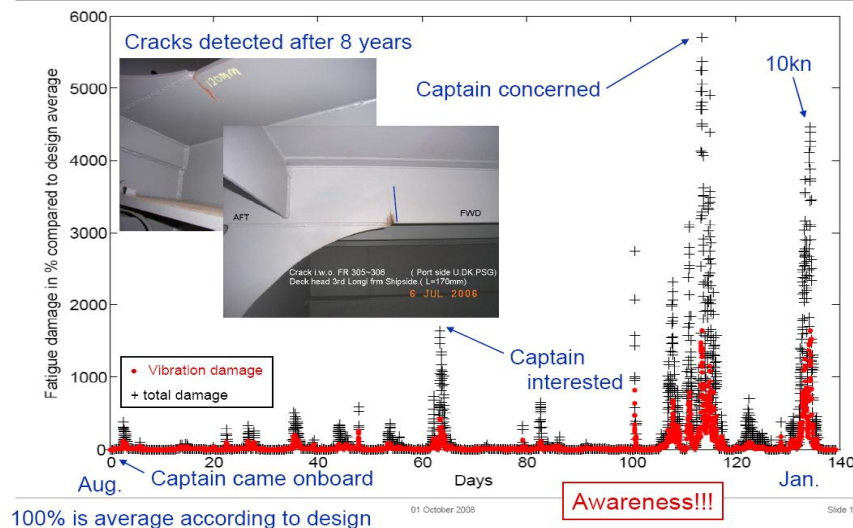 Cracks detected after 8 years
120MM
AFT
FWD
Crack i.w.o. FR 305~306 ( Port side U.DK.PSG)
Deck head 3rd Longi frm Shipside.( L=170mm)
6 JUL 2006
Captain concerned
10kn
Captain
interested
Vibration damage
+ total damage
Fatigue damage in % compared to design average
6000
5000
4000
3000
2000
1000
0
0 20 40 60 80 100 120 140
Days
Aug.
Captain came onboard
Jan.
Awareness!!!
100% is average according to design
01 October 2008
Slide 1